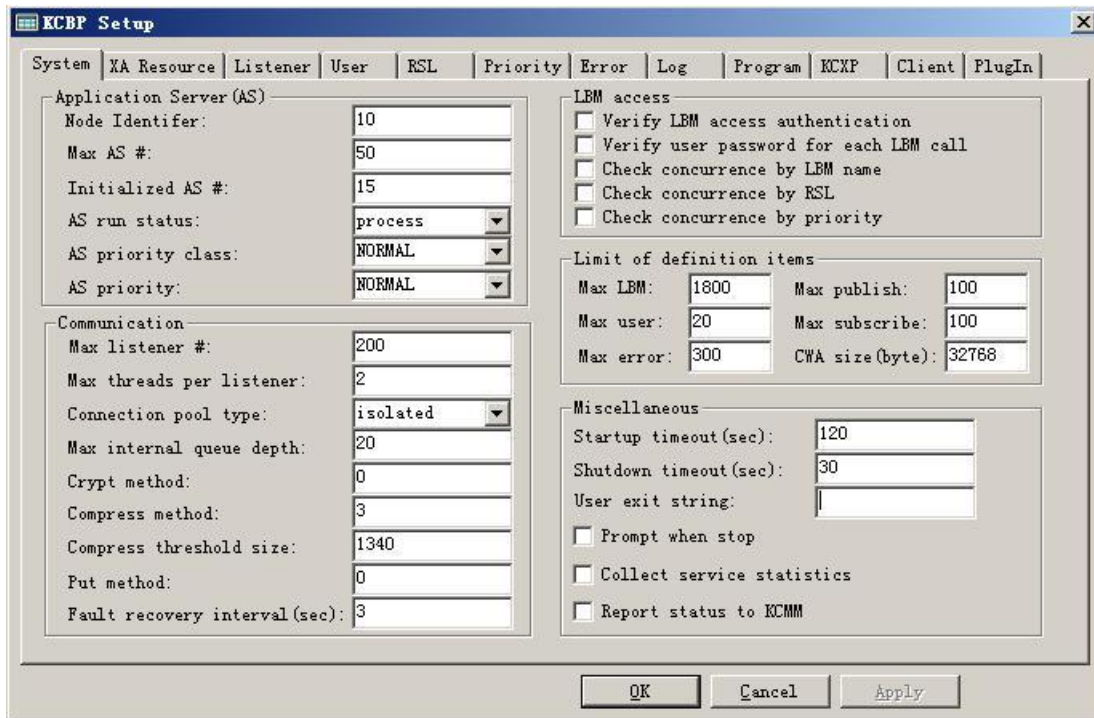 KCBP Setup
System XA Resource Listener User RSL Priority Error Log Program KCXP Client PlugIn
Application Server(AS)
Node Identifer: 10
Max AS #: 50
Initialized AS #: 15
AS run status: process
AS priority class: NORMAL
AS priority: NORMAL
Communication
Max listener #: 200
Max threads per listener: 2
Connection pool type: isolated
Max internal queue depth: 20
Crypt method: 0
Compress method: 3
Compress threshold size: 1340
Put method: 0
Fault recovery interval(sec): 3
LBM access
Verify LBM access authentication
Verify user password for each LBM call
Check concurrence by LBM name
Check concurrence by RSL
Check concurrence by priority
Limit of definition items
Max LBM: 1800 Max publish: 100
Max user: 20 Max subscribe: 100
Max error: 300 CWA size(byte): 32768
Miscellaneous
Startup timeout(sec): 120
Shutdown timeout(sec): 30
User exit string:
Prompt when stop
Collect service statistics
Report status to KCMM
OK Cancel Apply